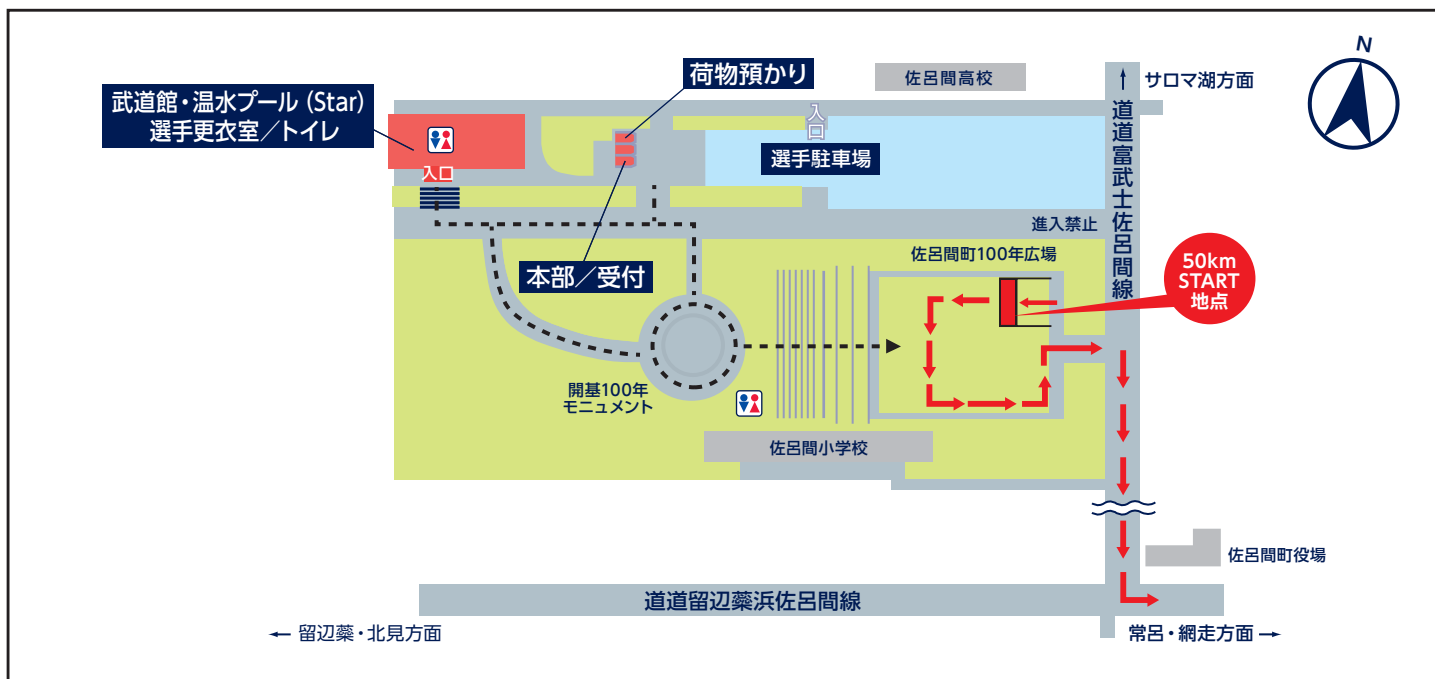 N
荷物預かり
佐呂間高校
↑ サロマ湖方面
武道館・温水プール (Star)
選手更衣室／トイレ
入口
選手駐車場
入口
道道富武士佐呂間線
進入禁止
佐呂間町100年広場
本部／受付
50km
START
地点
開基100年
モニュメント
佐呂間小学校
佐呂間町役場
道道留辺蘂浜佐呂間線
← 留辺蘂・北見方面
常呂・網走方面 →